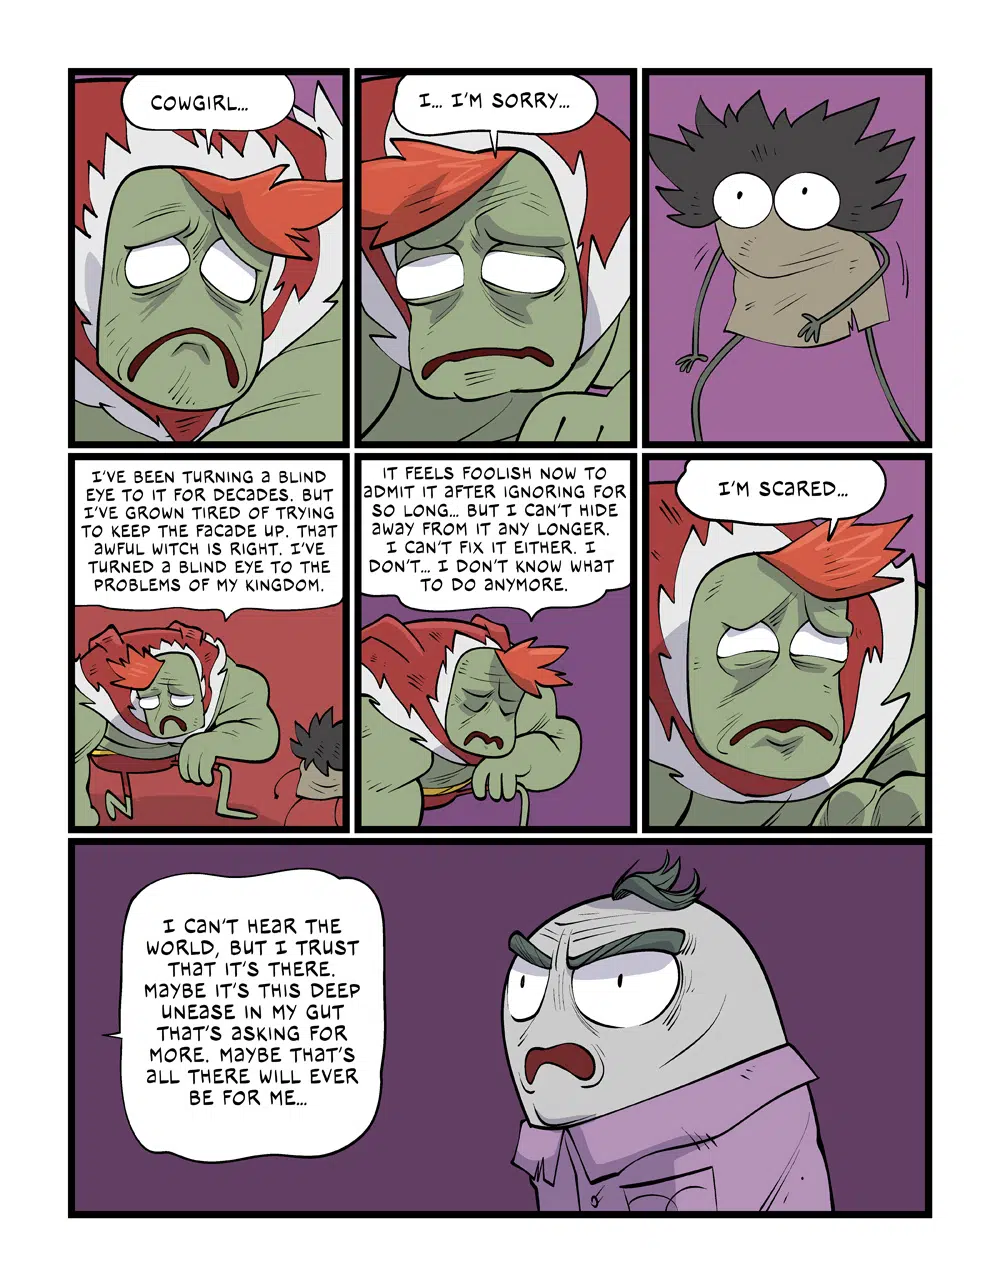 COWGIRL...
I... I'M SORRY...
I'VE BEEN TURNING A BLIND
EYE TO IT FOR DECADES. BUT
I'VE GROWN TIRED OF TRYING
TO KEEP THE FACADE UP. THAT
AWFUL WITCH IS RIGHT. I'VE
TURNED A BLIND EYE TO THE
PROBLEMS OF MY KINGDOM.
IT FEELS FOOLISH NOW TO
ADMIT IT AFTER IGNORING FOR
SO LONG... BUT I CAN'T HIDE
AWAY FROM IT ANY LONGER.
I CAN'T FIX IT EITHER. I
DON'T... I DON'T KNOW WHAT
TO DO ANYMORE.
I'M SCARED...
I CAN'T HEAR THE
WORLD, BUT I TRUST
THAT IT'S THERE.
MAYBE IT'S THIS DEEP
UNEASE IN MY GUT
THAT'S ASKING FOR
MORE. MAYBE THAT'S
ALL THERE WILL EVER
BE FOR ME...